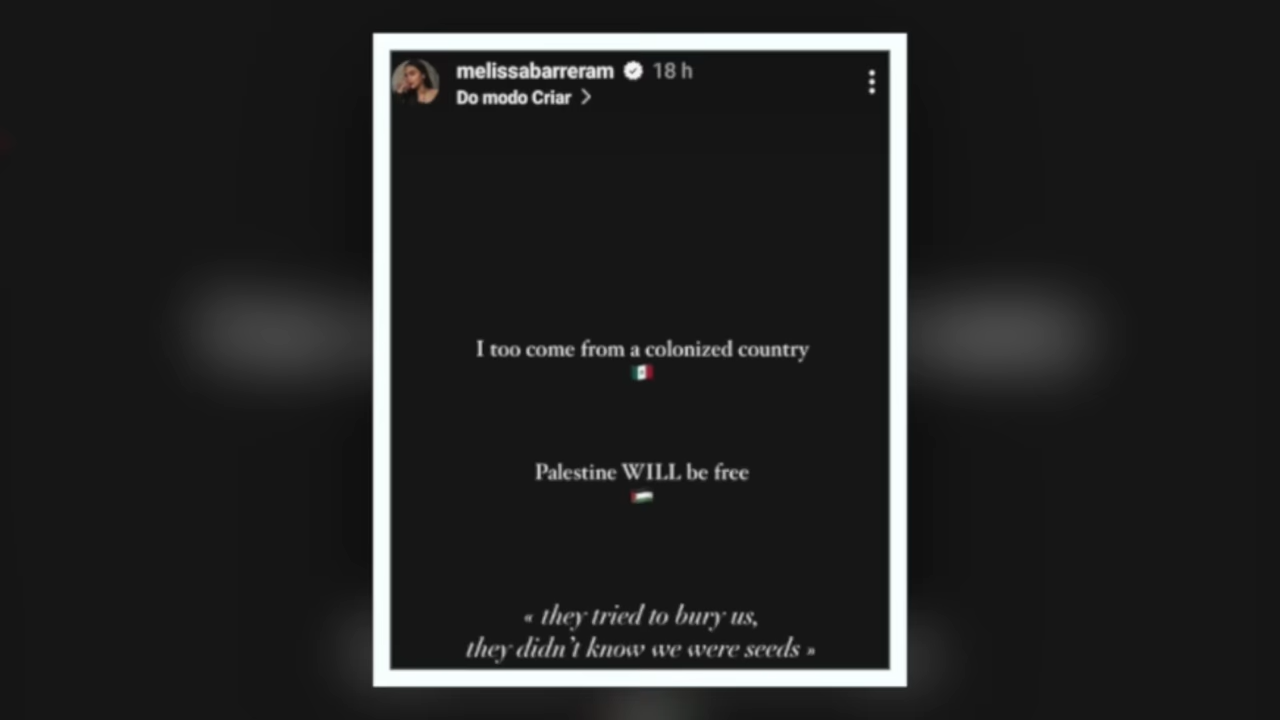 melissabarreram 18 h
Do modo Criar
I too come from a colonized country
🇲🇽
Palestine WILL be free
🇵🇸
« they tried to bury us,
they didn't know we were seeds »